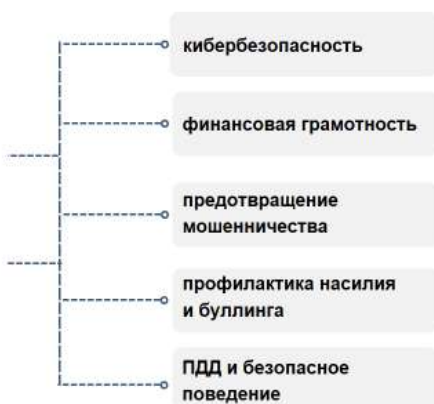 кибербезопасность
финансовая грамотность
предотвращение
мошенничества
профилактика насилия
и буллинга
ПДД и безопасное
поведение